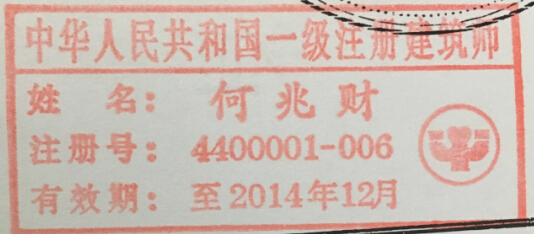 中华人民共和国一级注册建筑师
姓 名： 何兆财
注册号： 4400001-006
有效期： 至2014年12月